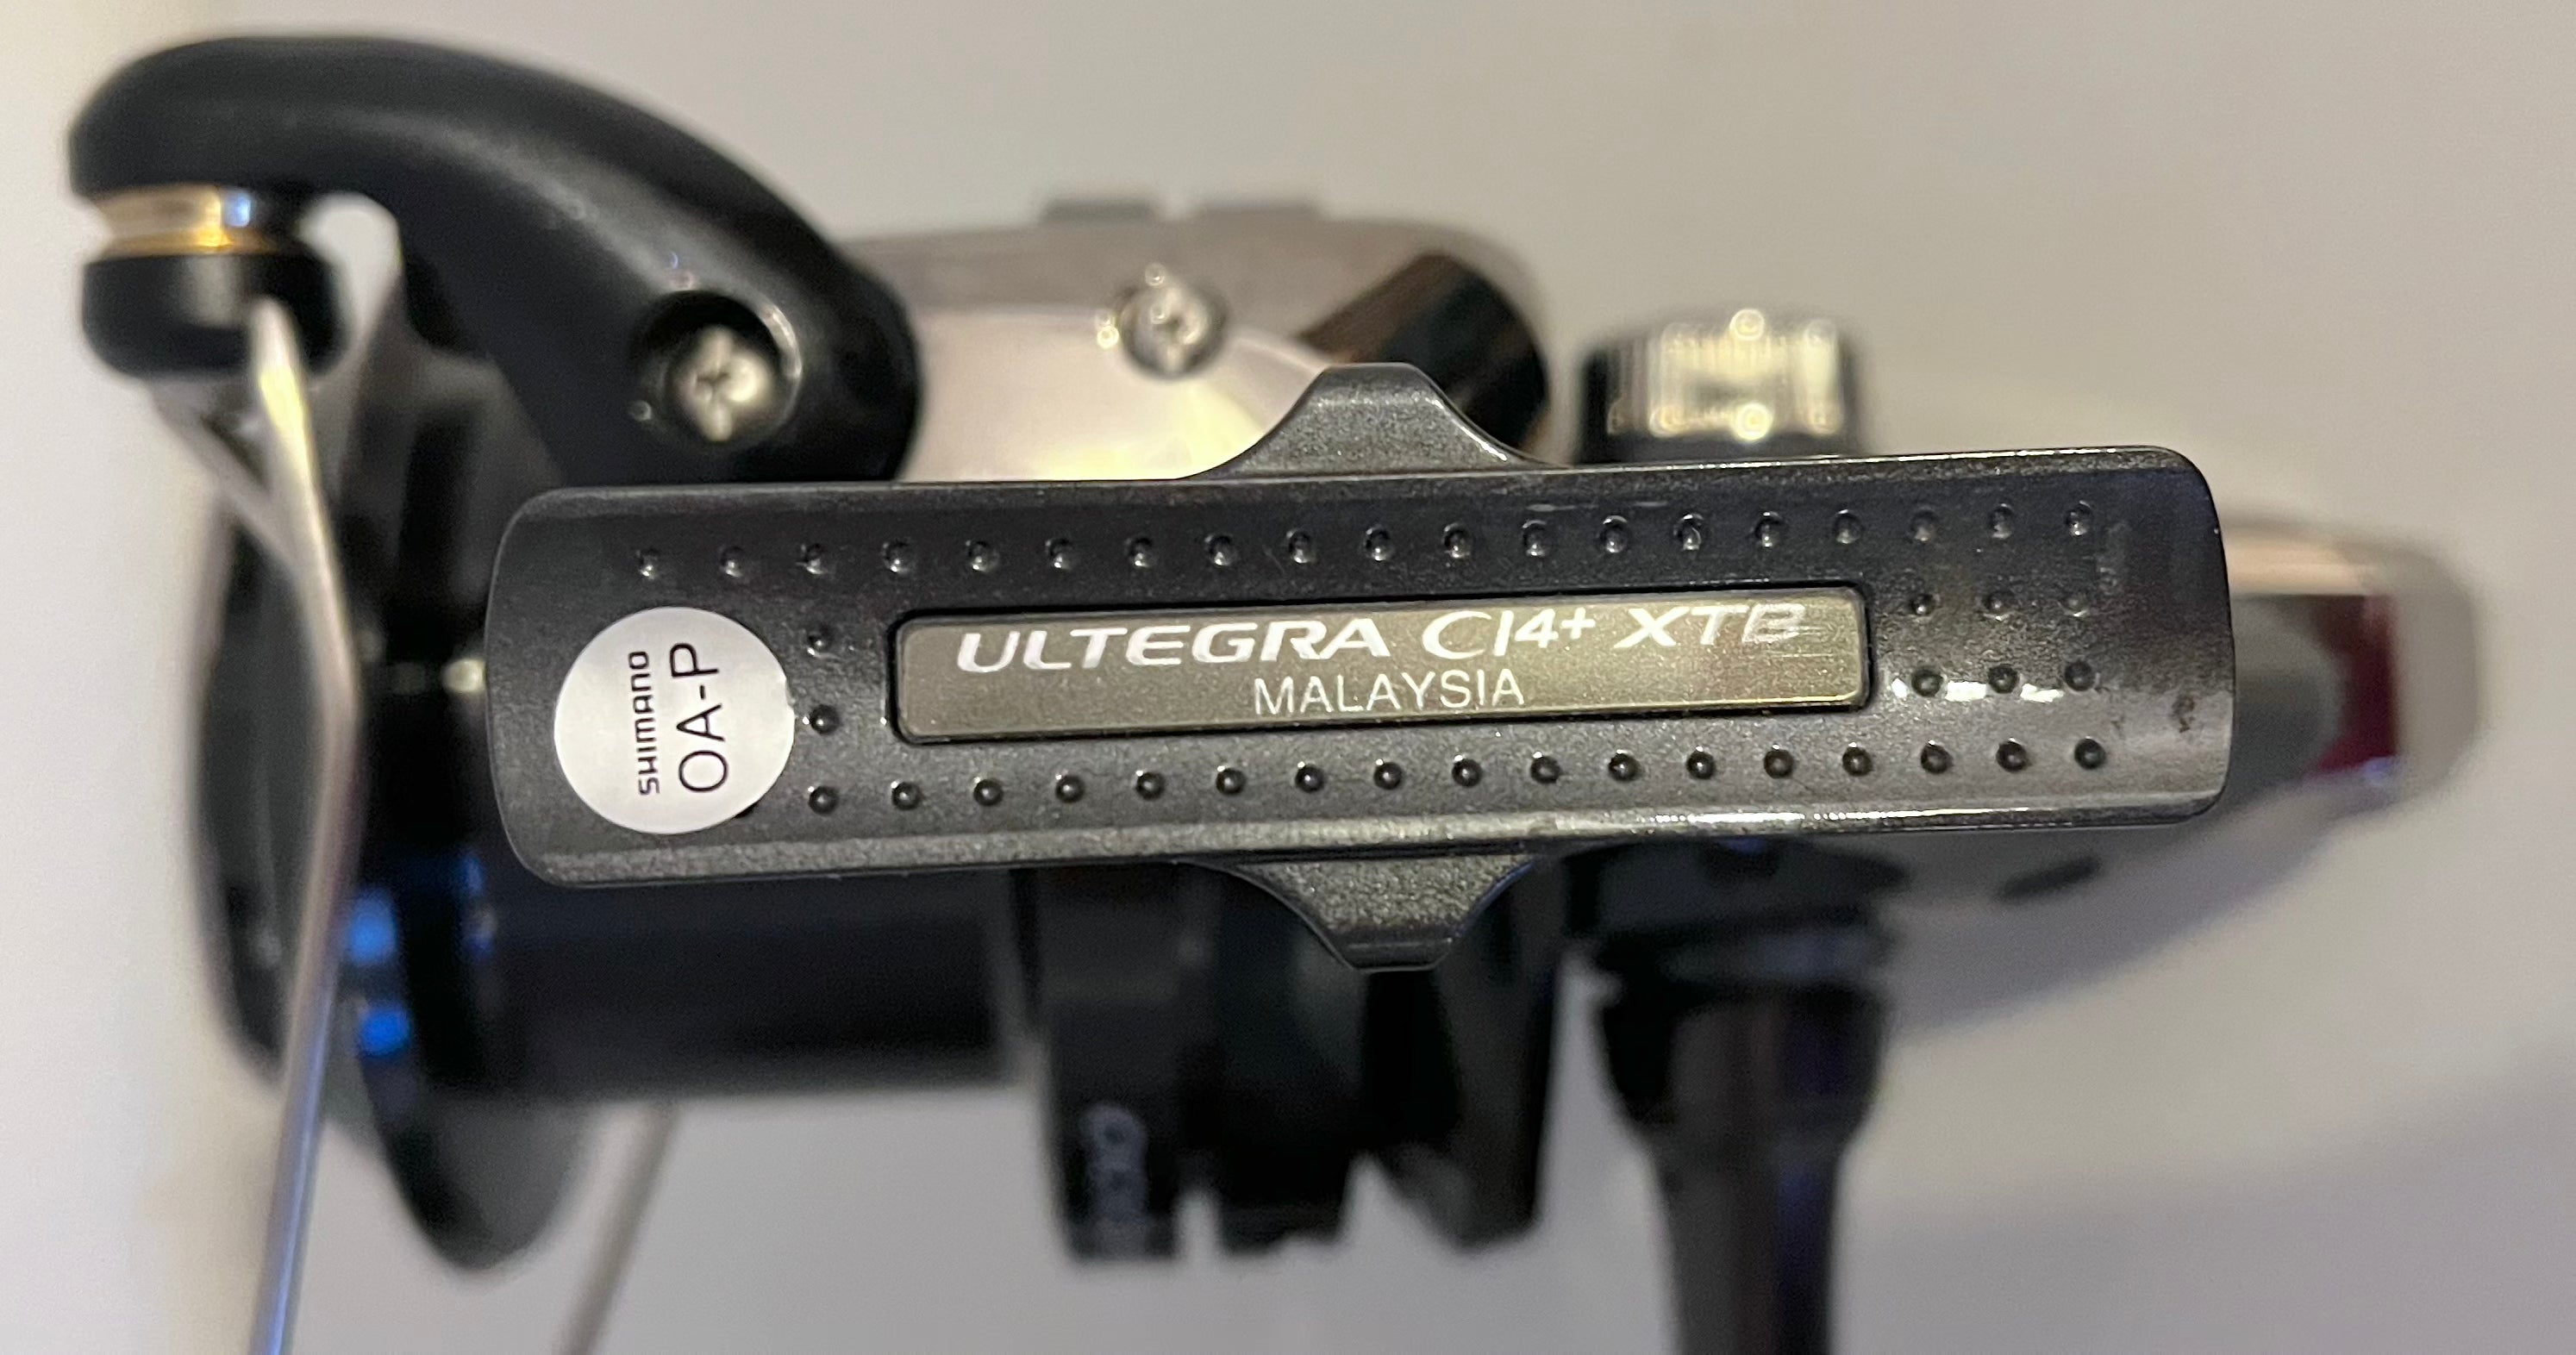 SHIMANO
OA-P
ULTEGRA CI4+ XTB
MALAYSIA